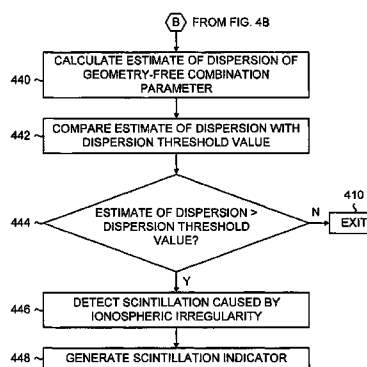 B FROM FIG. 4B
440
CALCULATE ESTIMATE OF DISPERSION OF
GEOMETRY-FREE COMBINATION
PARAMETER
442
COMPARE ESTIMATE OF DISPERSION WITH
DISPERSION THRESHOLD VALUE
444
ESTIMATE OF DISPERSION >
DISPERSION THRESHOLD
VALUE?
N
410
EXIT
Y
446
DETECT SCINTILLATION CAUSED BY
IONOSPHERIC IRREGULARITY
448
GENERATE SCINTILLATION INDICATOR